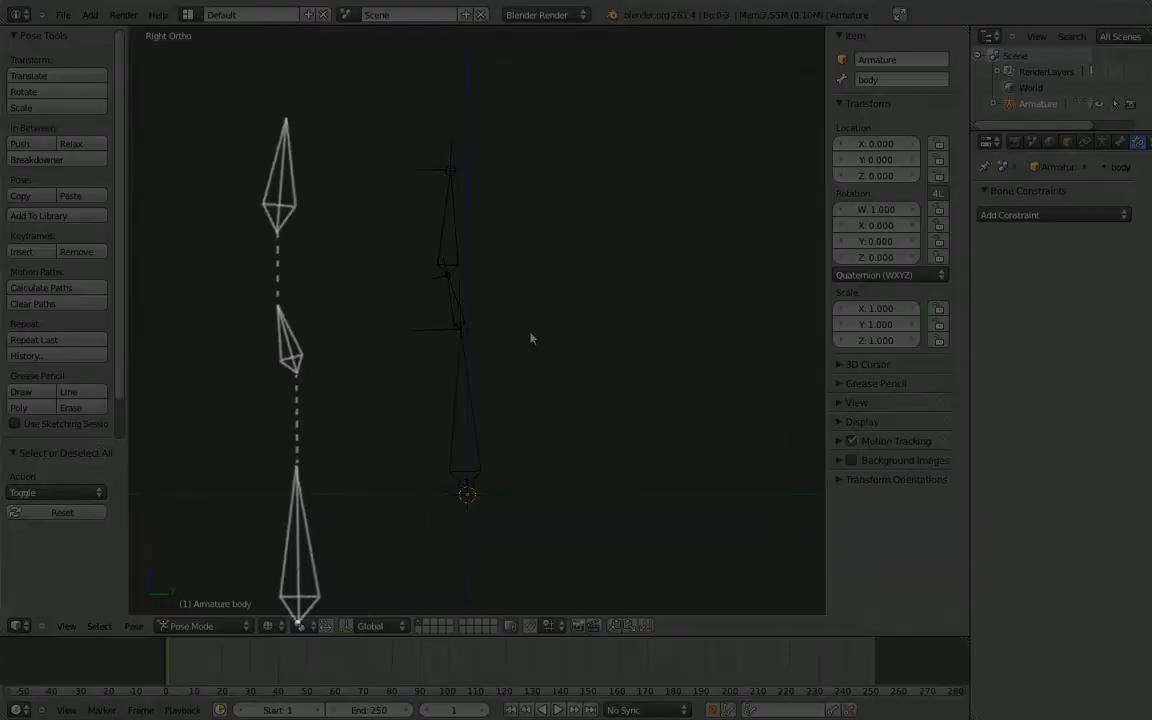 File Add Render Help Default Scene Blender Render blender.org 261.4 | Bo:0-3 | Mem:7.55M (0.10M) | Armature
Pose Tools
Transform:
Translate
Rotate
Scale
In Between:
Push Relax
Breakdowner
Pose:
Copy Paste
Add To Library
Keyframes:
Insert Remove
Motion Paths:
Calculate Paths
Clear Paths
Repeat:
Repeat Last
History..
Grease Pencil:
Draw Line
Poly Erase
Use Sketching Sessio
Select or Deselect All
Action
Toggle
Reset
Right Ortho
(1) Armature body
View Select Pose Pose Mode Global
Item
Armature
body
Transform
Location:
X: 0.000
Y: 0.000
Z: 0.000
Rotation:
4L
W: 1.000
X: 0.000
Y: 0.000
Z: 0.000
Quaternion (WXYZ)
Scale:
X: 1.000
Y: 1.000
Z: 1.000
3D Cursor
Grease Pencil
View
Display
Motion Tracking
Background Images
Transform Orientations
View Search All Scenes
Scene
RenderLayers
World
Armature
Armatur body
Bone Constraints
Add Constraint
-50 -40 -30 -20 -10 0 10 20 30 40 50 60 70 80 90 100 110 120 130 140 150 160 170 180 190 200 210 220 230 240 250 260 270 280
View Marker Frame Playback Start: 1 End: 250 1 No Sync